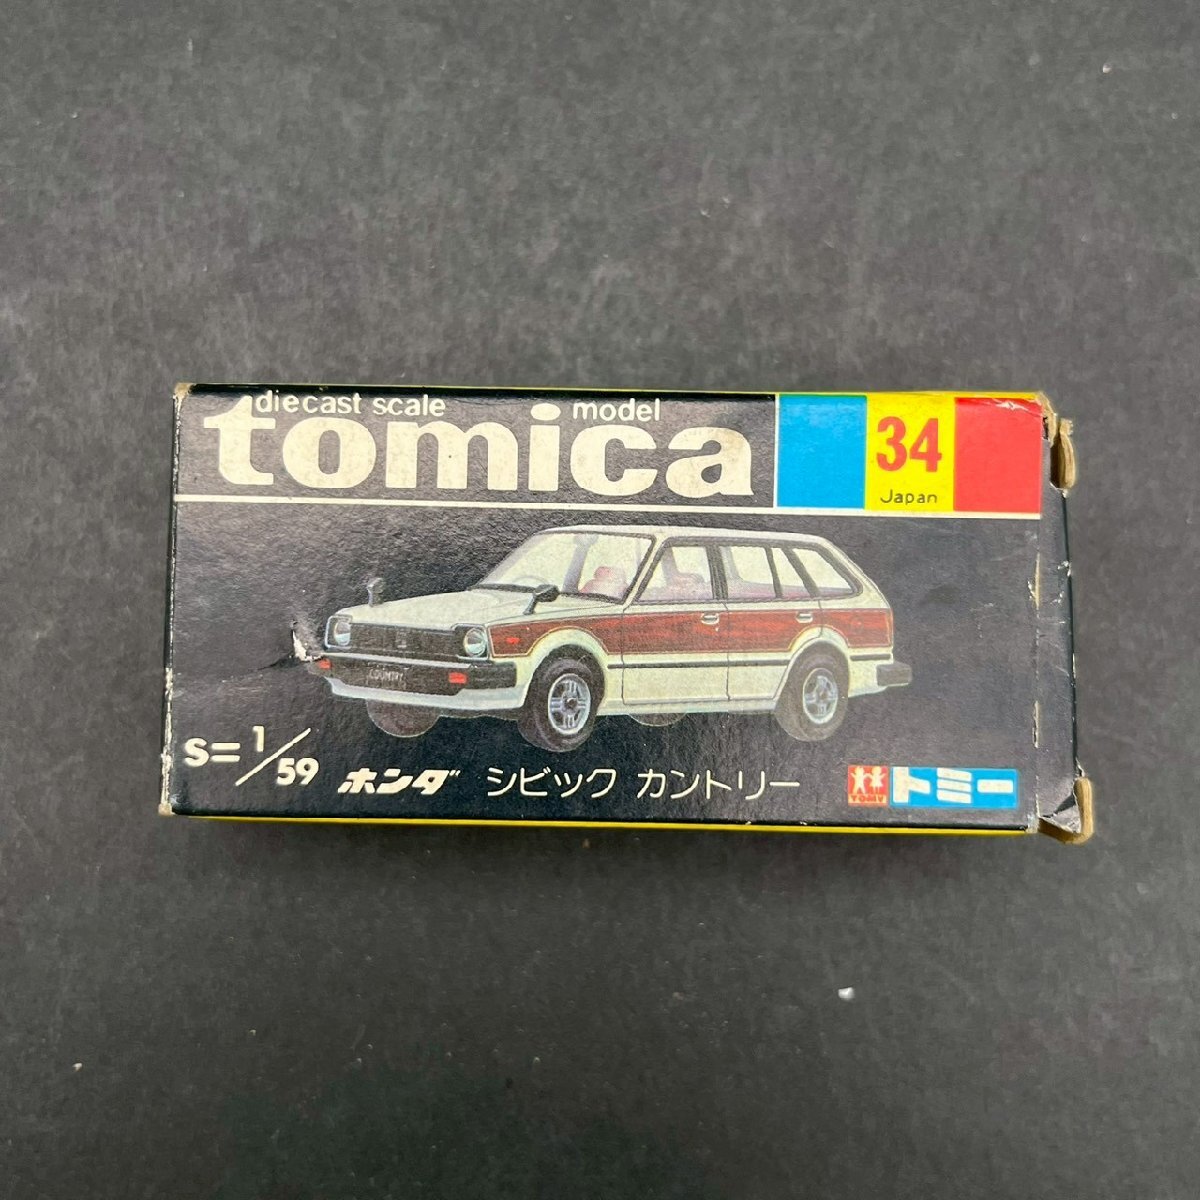 diecast scale model
tomica
34
Japan
COUNTRY
S=1/59 ホンダ シビック カントリー
TOMY トミー